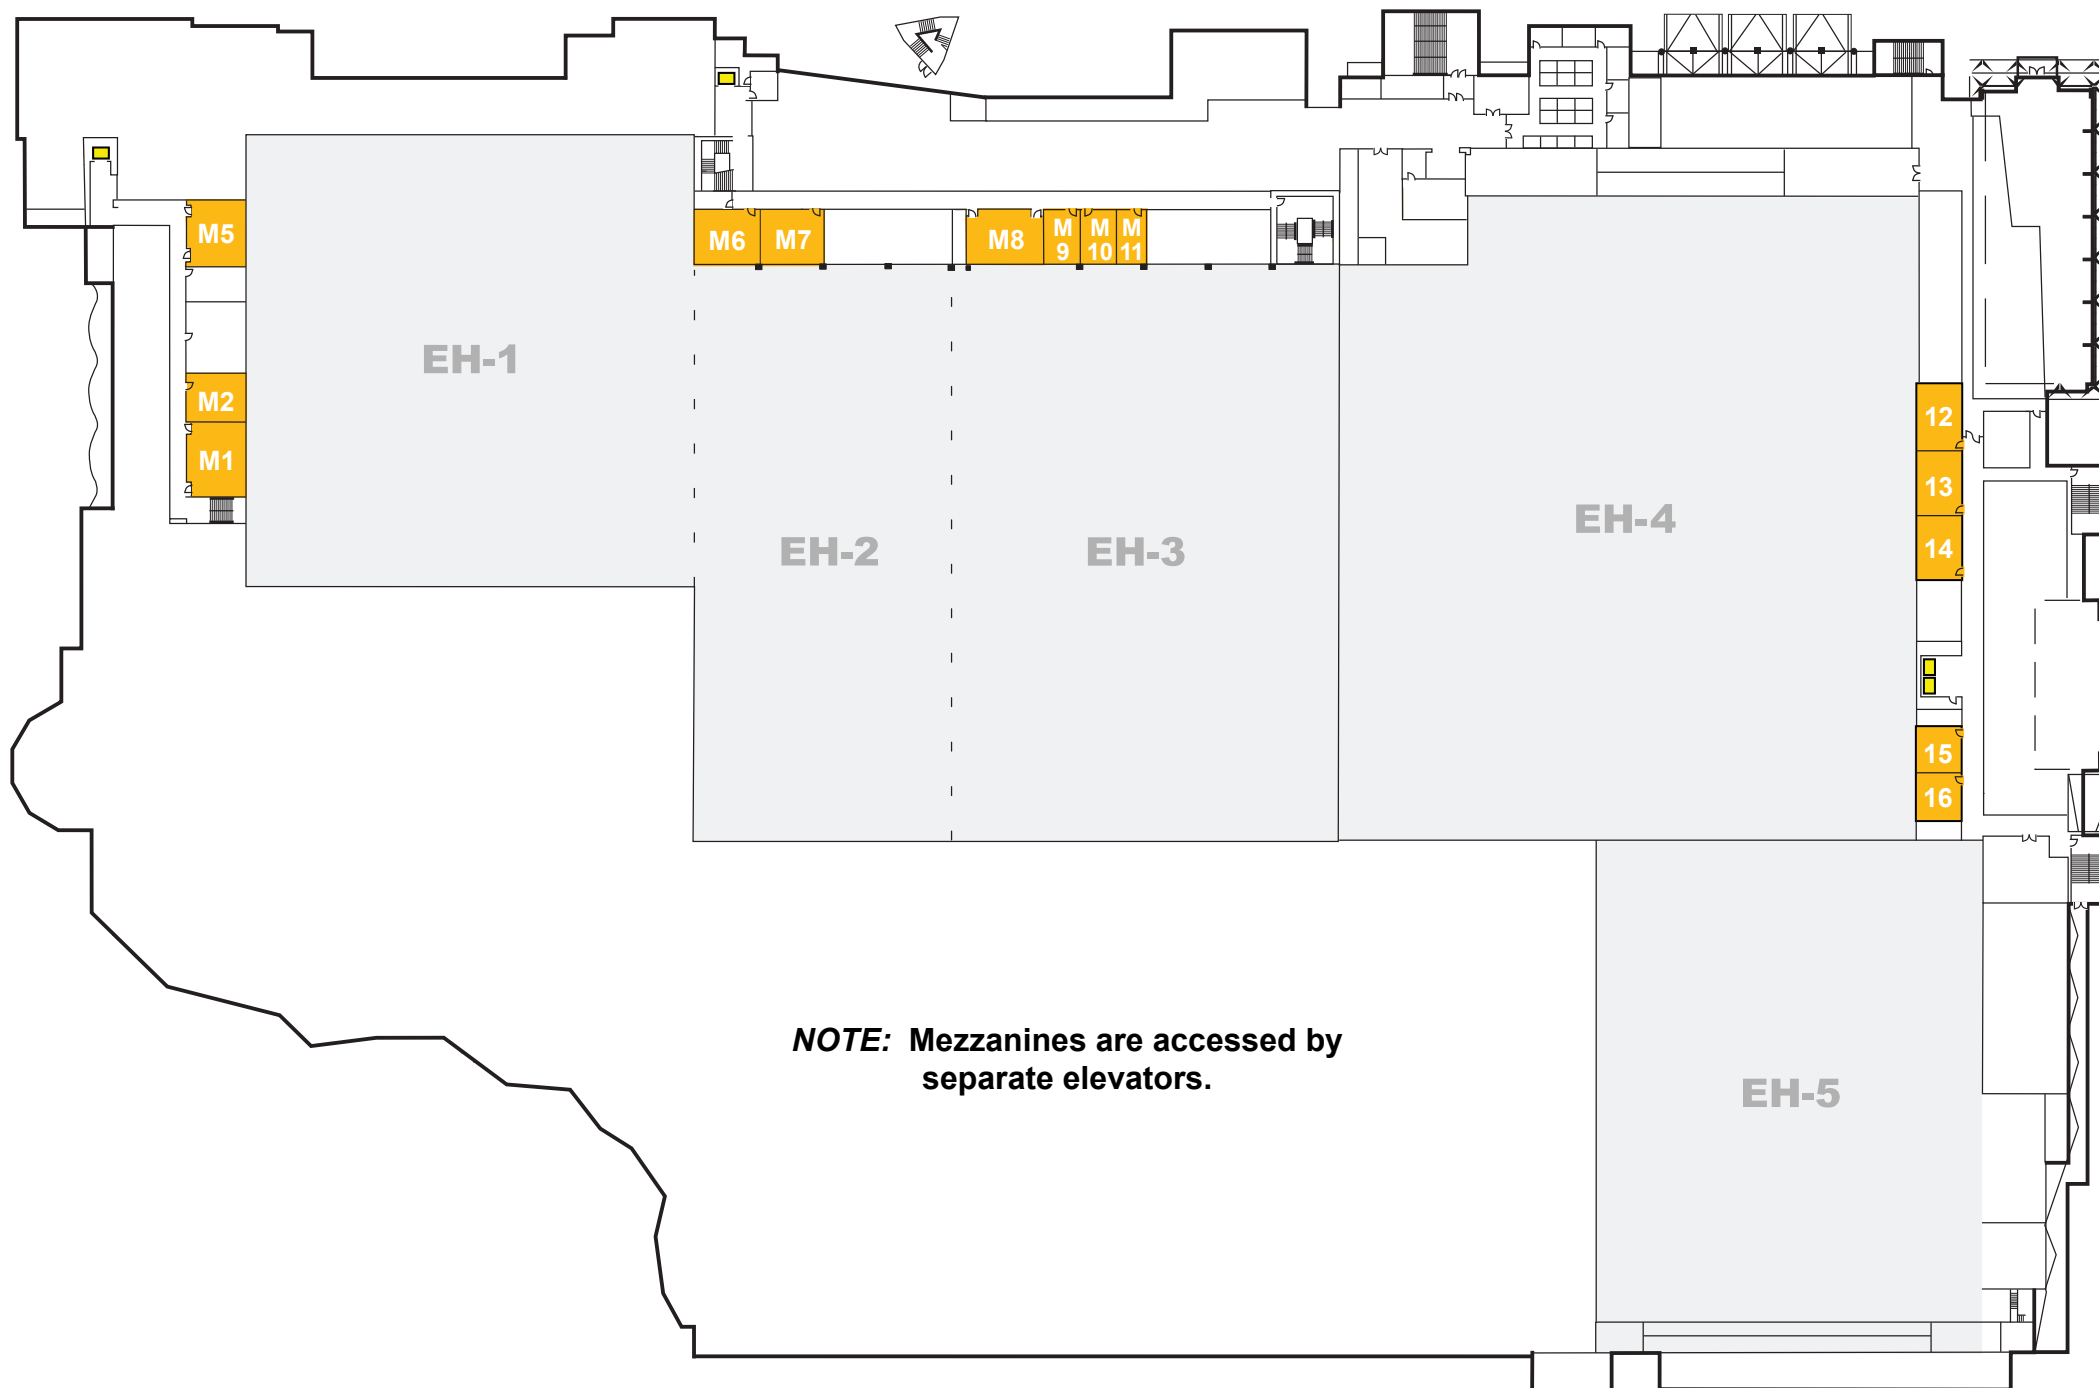 M5
M6
M7
M8
M
9
M
10
M
11
EH-1
M2
M1
EH-2
EH-3
EH-4
12
13
14
15
16
NOTE: Mezzanines are accessed by
separate elevators.
EH-5